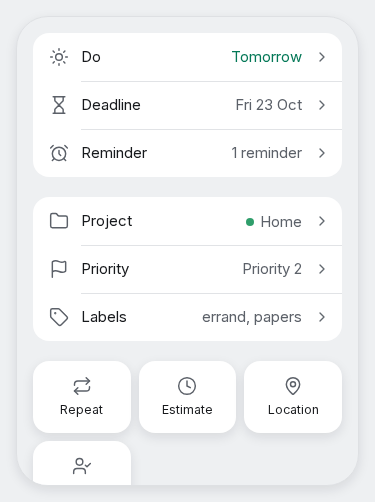 Do Tomorrow
Deadline Fri 23 Oct
Reminder 1 reminder
Project Home
Priority Priority 2
Labels errand, papers
Repeat Estimate Location